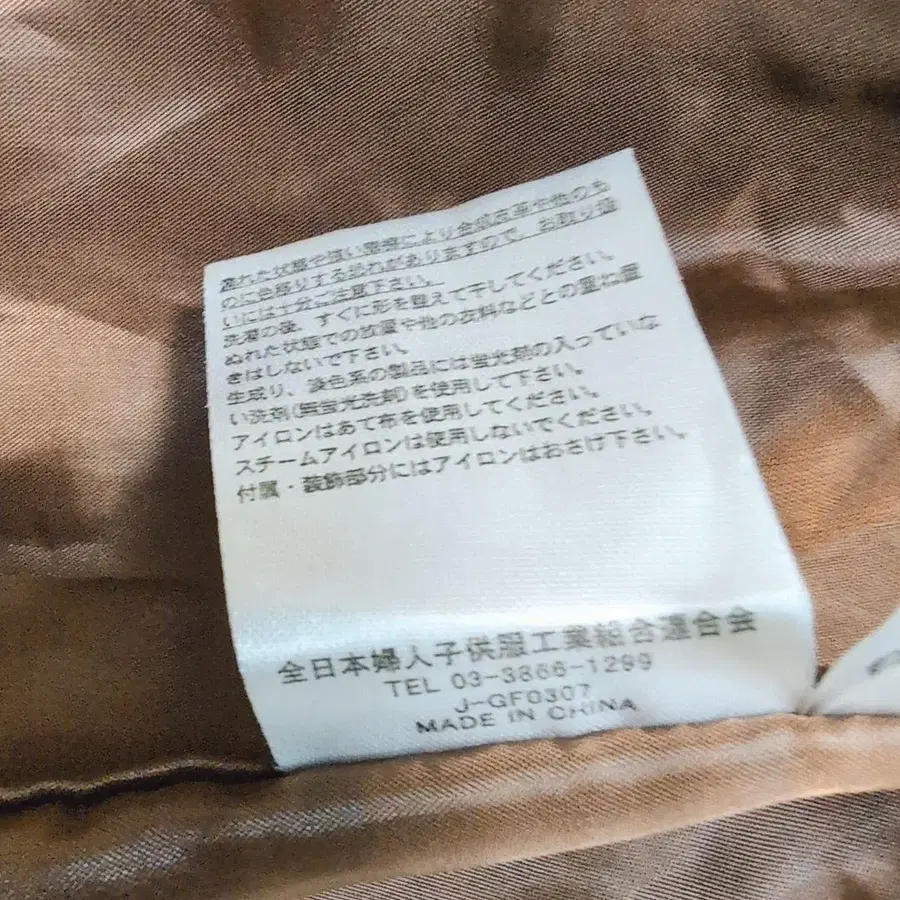 濡れた状態や強い摩擦により合成皮革や他のも
のに色移りする恐れがありますので、お取り扱
いには十分ご注意下さい。
洗濯の後、すぐに形を整えて干してください。
ぬれた状態での放置や他の衣料などとの重ね置
きはしないで下さい。
生成り、淡色系の製品には蛍光剤の入っていな
い洗剤(無蛍光洗剤)を使用して下さい。
アイロンはあて布を使用してください。
スチームアイロンは使用しないでください。
付属・装飾部分にはアイロンはおさけ下さい。
全日本婦人子供服工業組合連合会
TEL 03-3866-1299
J-GF0307
MADE IN CHINA